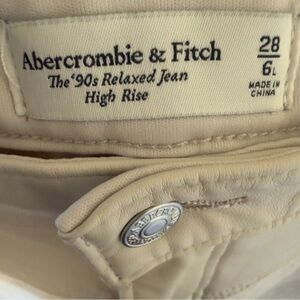 Abercrombie & Fitch
The '90s Relaxed Jean
High Rise
28
6L
MADE IN
CHINA